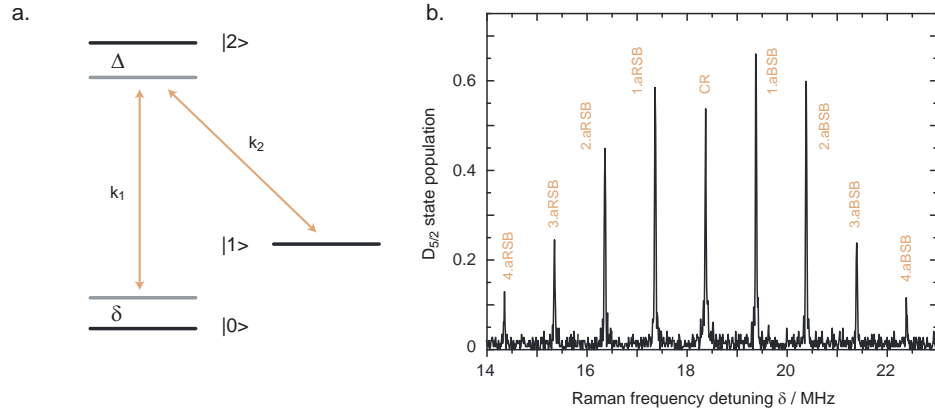 a.
|2>
Δ
k1
k2
|1>
δ
|0>
b.
D5/2 state population
0.6
0.4
0.2
0
4.aRSB
3.aRSB
2.aRSB
1.aRSB
CR
1.aBSB
2.aBSB
3.aBSB
4.aBSB
14 16 18 20 22
Raman frequency detuning δ / MHz